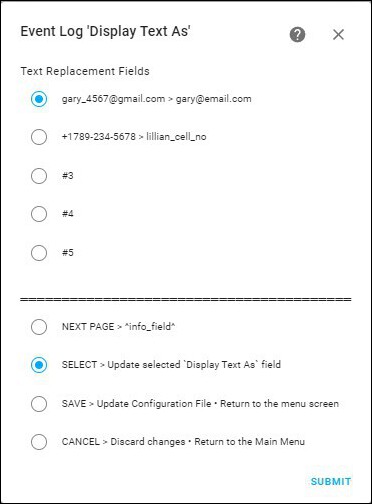 Event Log 'Display Text As'
Text Replacement Fields
gary_4567@gmail.com > gary@email.com
+1789-234-5678 > lillian_cell_no
#3
#4
#5
==========================================
NEXT PAGE > ^info_field^
SELECT > Update selected `Display Text As` field
SAVE > Update Configuration File • Return to the menu screen
CANCEL > Discard changes • Return to the Main Menu
SUBMIT